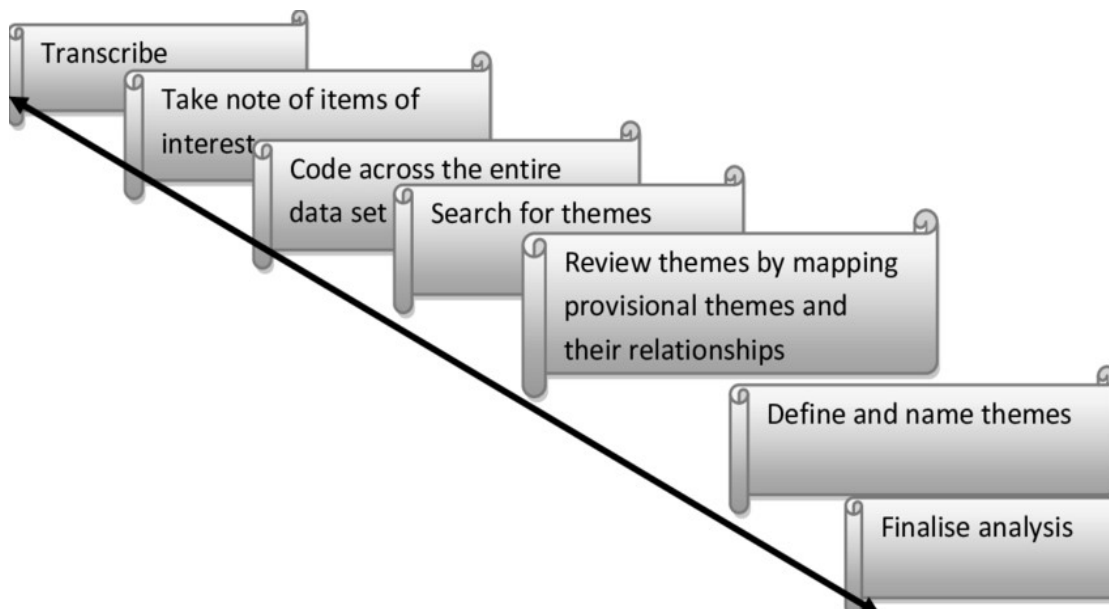 Transcribe
Take note of items of
interest
Code across the entire
data set
Search for themes
Review themes by mapping
provisional themes and
their relationships
Define and name themes
Finalise analysis